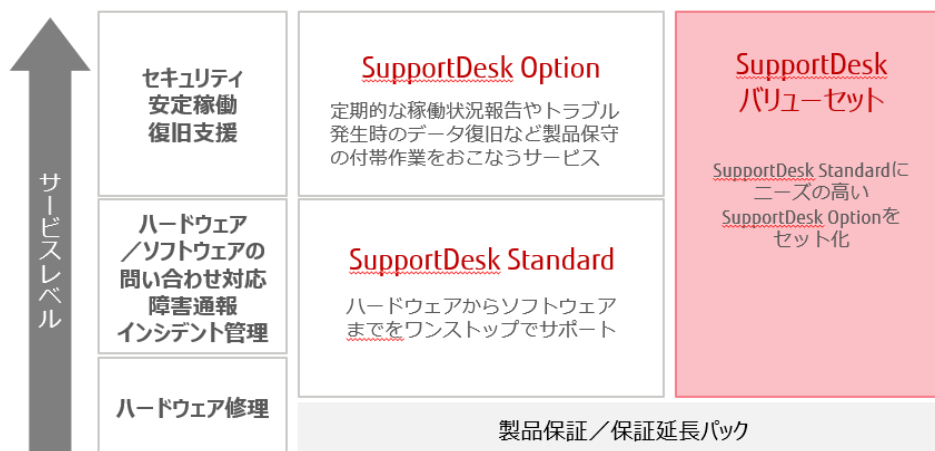 サービスレベル
セキュリティ
安定稼働
復旧支援
SupportDesk Option
定期的な稼働状況報告やトラブル
発生時のデータ復旧など製品保守
の付帯作業をおこなうサービス
SupportDesk
バリューセット
SupportDesk Standardに
ニーズの高い
SupportDesk Optionを
セット化
ハードウェア
／ソフトウェアの
問い合わせ対応
障害通報
インシデント管理
SupportDesk Standard
ハードウェアからソフトウェア
までをワンストップでサポート
ハードウェア修理
製品保証／保証延長パック